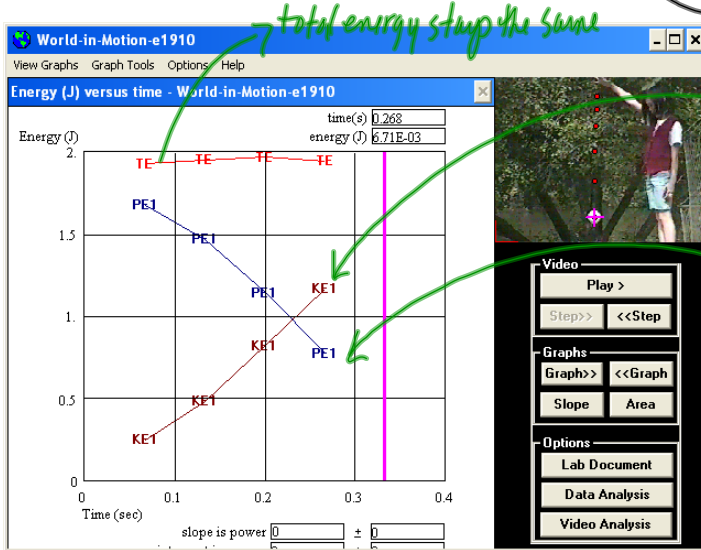 total energy stays the same
World-in-Motion-e1910
View Graphs Graph Tools Options Help
Energy (J) versus time - World-in-Motion-e1910
time(s) 0.268
Energy (J) energy (J) 6.71E-03
2.
TE TE TE TE
PE1
1.5 PE1
PE1 KE1
1.
KE1 PE1
0.5 KE1
KE1
0
0 0.1 0.2 0.3 0.4
Time (sec)
slope is power 0 ± 0
Video
Play >
Step>> <<Step
Graphs
Graph>> <<Graph
Slope Area
Options
Lab Document
Data Analysis
Video Analysis